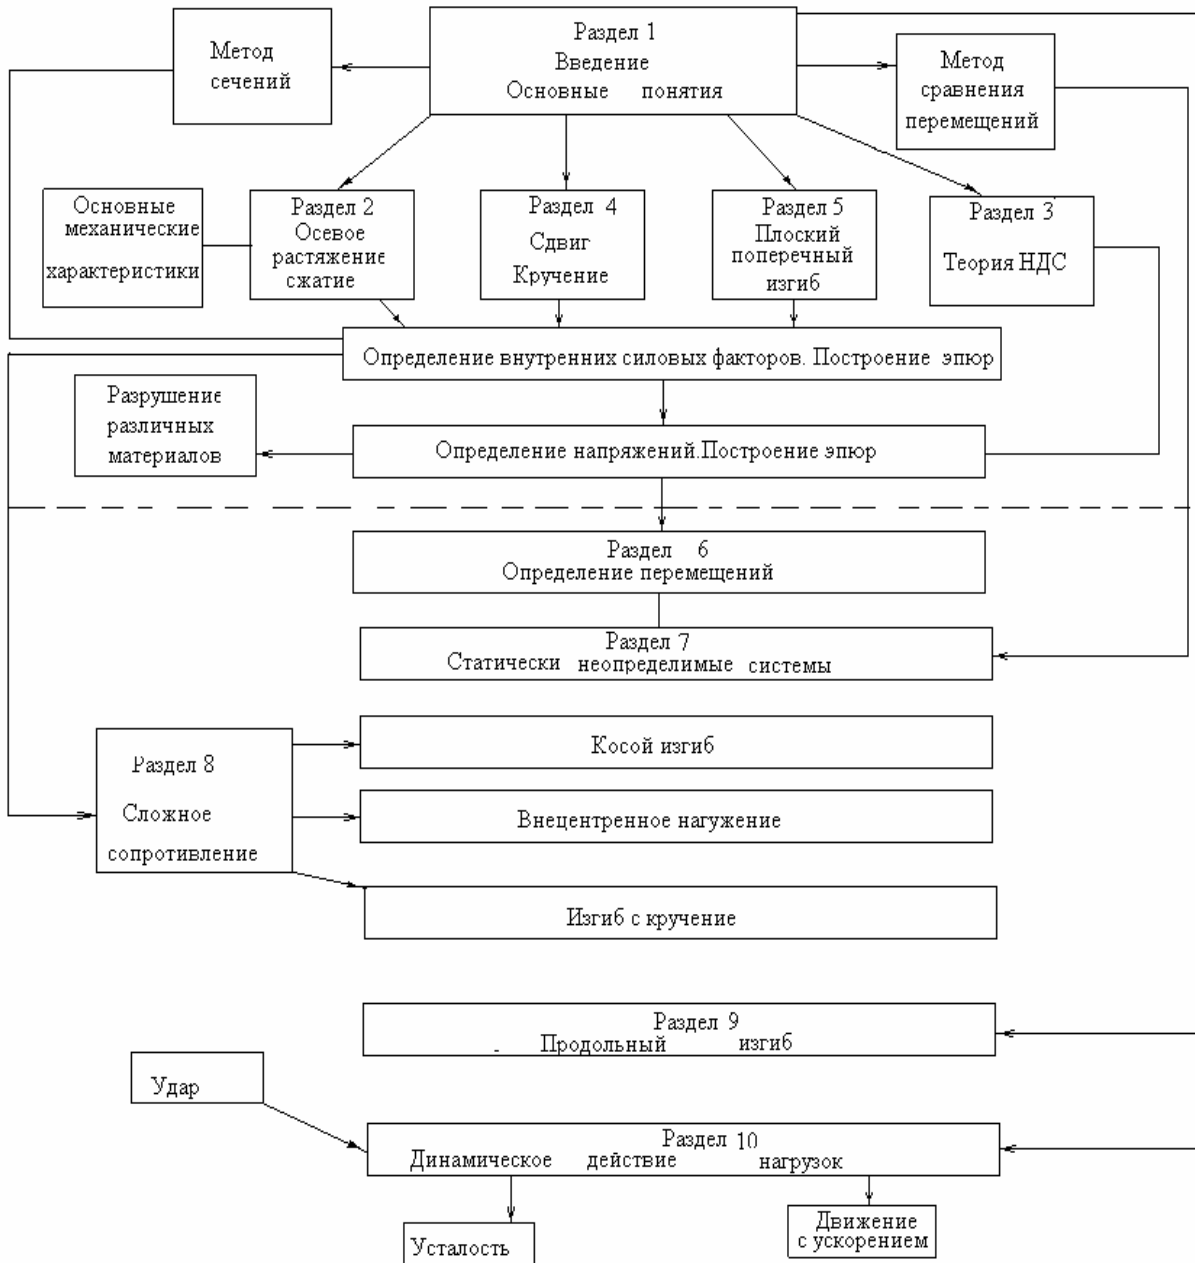 Раздел 1
Введение
Основные понятия
Метод
сечений
Метод
сравнения
перемещений
Основные
механические
характеристики
Раздел 2
Осевое
растяжение
сжатие
Раздел 4
Сдвиг
Кручение
Раздел 5
Плоский
поперечный
изгиб
Раздел 3
Теория НДС
Определение внутренних силовых факторов. Построение эпюр
Разрушение
различных
материалов
Определение напряжений.Построение эпюр
Раздел 6
Определение перемещений
Раздел 7
Статически неопределимые системы
Раздел 8
Сложное
сопротивление
Косой изгиб
Внецентренное нагужение
Изгиб с кручение
Раздел 9
- Продольный изгиб
Удар
Раздел 10
Динамическое действие нагрузок
Усталость
Движение
с ускорением